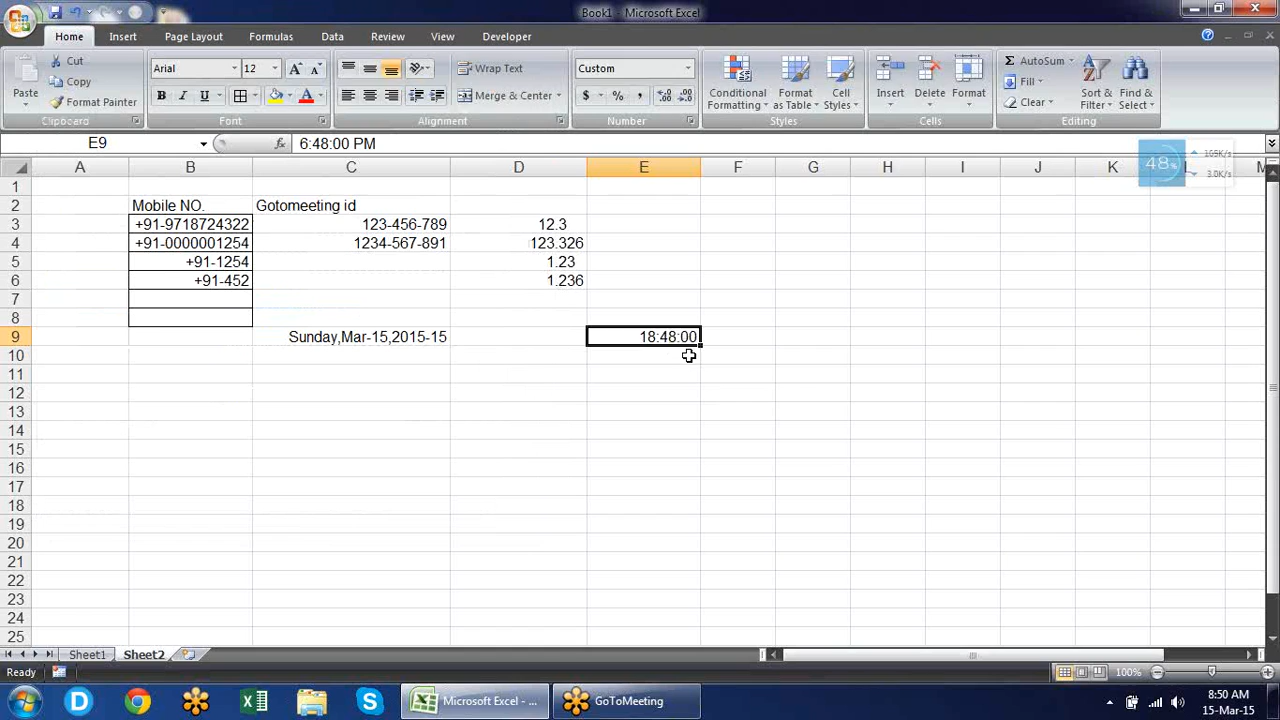 Book1 - Microsoft Excel
Home Insert Page Layout Formulas Data Review View Developer
Cut
Copy
Format Painter
Paste
Clipboard
Arial 12
A A
B I U A
Font
Wrap Text
Merge & Center
Alignment
Custom
$ % ,
Number
Conditional Formatting
Format as Table
Cell Styles
Styles
Insert Delete Format
Cells
Σ AutoSum
Fill
Clear
Sort & Filter
Find & Select
Editing
E9 fx 6:48:00 PM
48% 105K/s
3.0K/s
A B C D E F G H I J K L M
1
2 Mobile NO. Gotomeeting id
3 +91-9718724322 123-456-789 12.3
4 +91-0000001254 1234-567-891 123.326
5 +91-1254 1.23
6 +91-452 1.236
7
8
9 Sunday,Mar-15,2015-15 18:48:00
10
11
12
13
14
15
16
17
18
19
20
21
22
23
24
25
Sheet1 Sheet2
Ready 100%
D S Microsoft Excel - ... GoToMeeting 8:50 AM
15-Mar-15